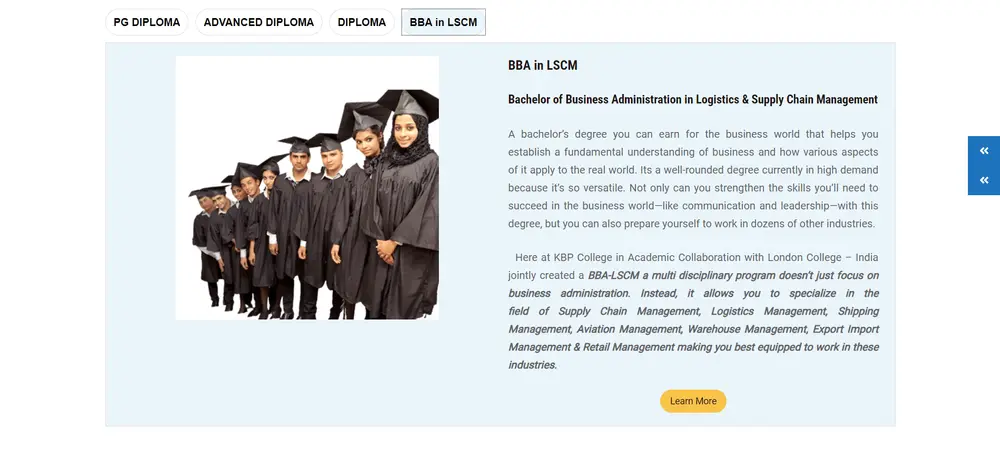 PG DIPLOMA ADVANCED DIPLOMA DIPLOMA BBA in LSCM
BBA in LSCM
Bachelor of Business Administration in Logistics & Supply Chain Management
A bachelor's degree you can earn for the business world that helps you
establish a fundamental understanding of business and how various aspects
of it apply to the real world. Its a well-rounded degree currently in high demand
because it's so versatile. Not only can you strengthen the skills you'll need to
succeed in the business world—like communication and leadership—with this
degree, but you can also prepare yourself to work in dozens of other industries.
Here at KBP College in Academic Collaboration with London College – India
jointly created a BBA-LSCM a multi disciplinary program doesn't just focus on
business administration. Instead, it allows you to specialize in the
field of Supply Chain Management, Logistics Management, Shipping
Management, Aviation Management, Warehouse Management, Export Import
Management & Retail Management making you best equipped to work in these
industries.
Learn More